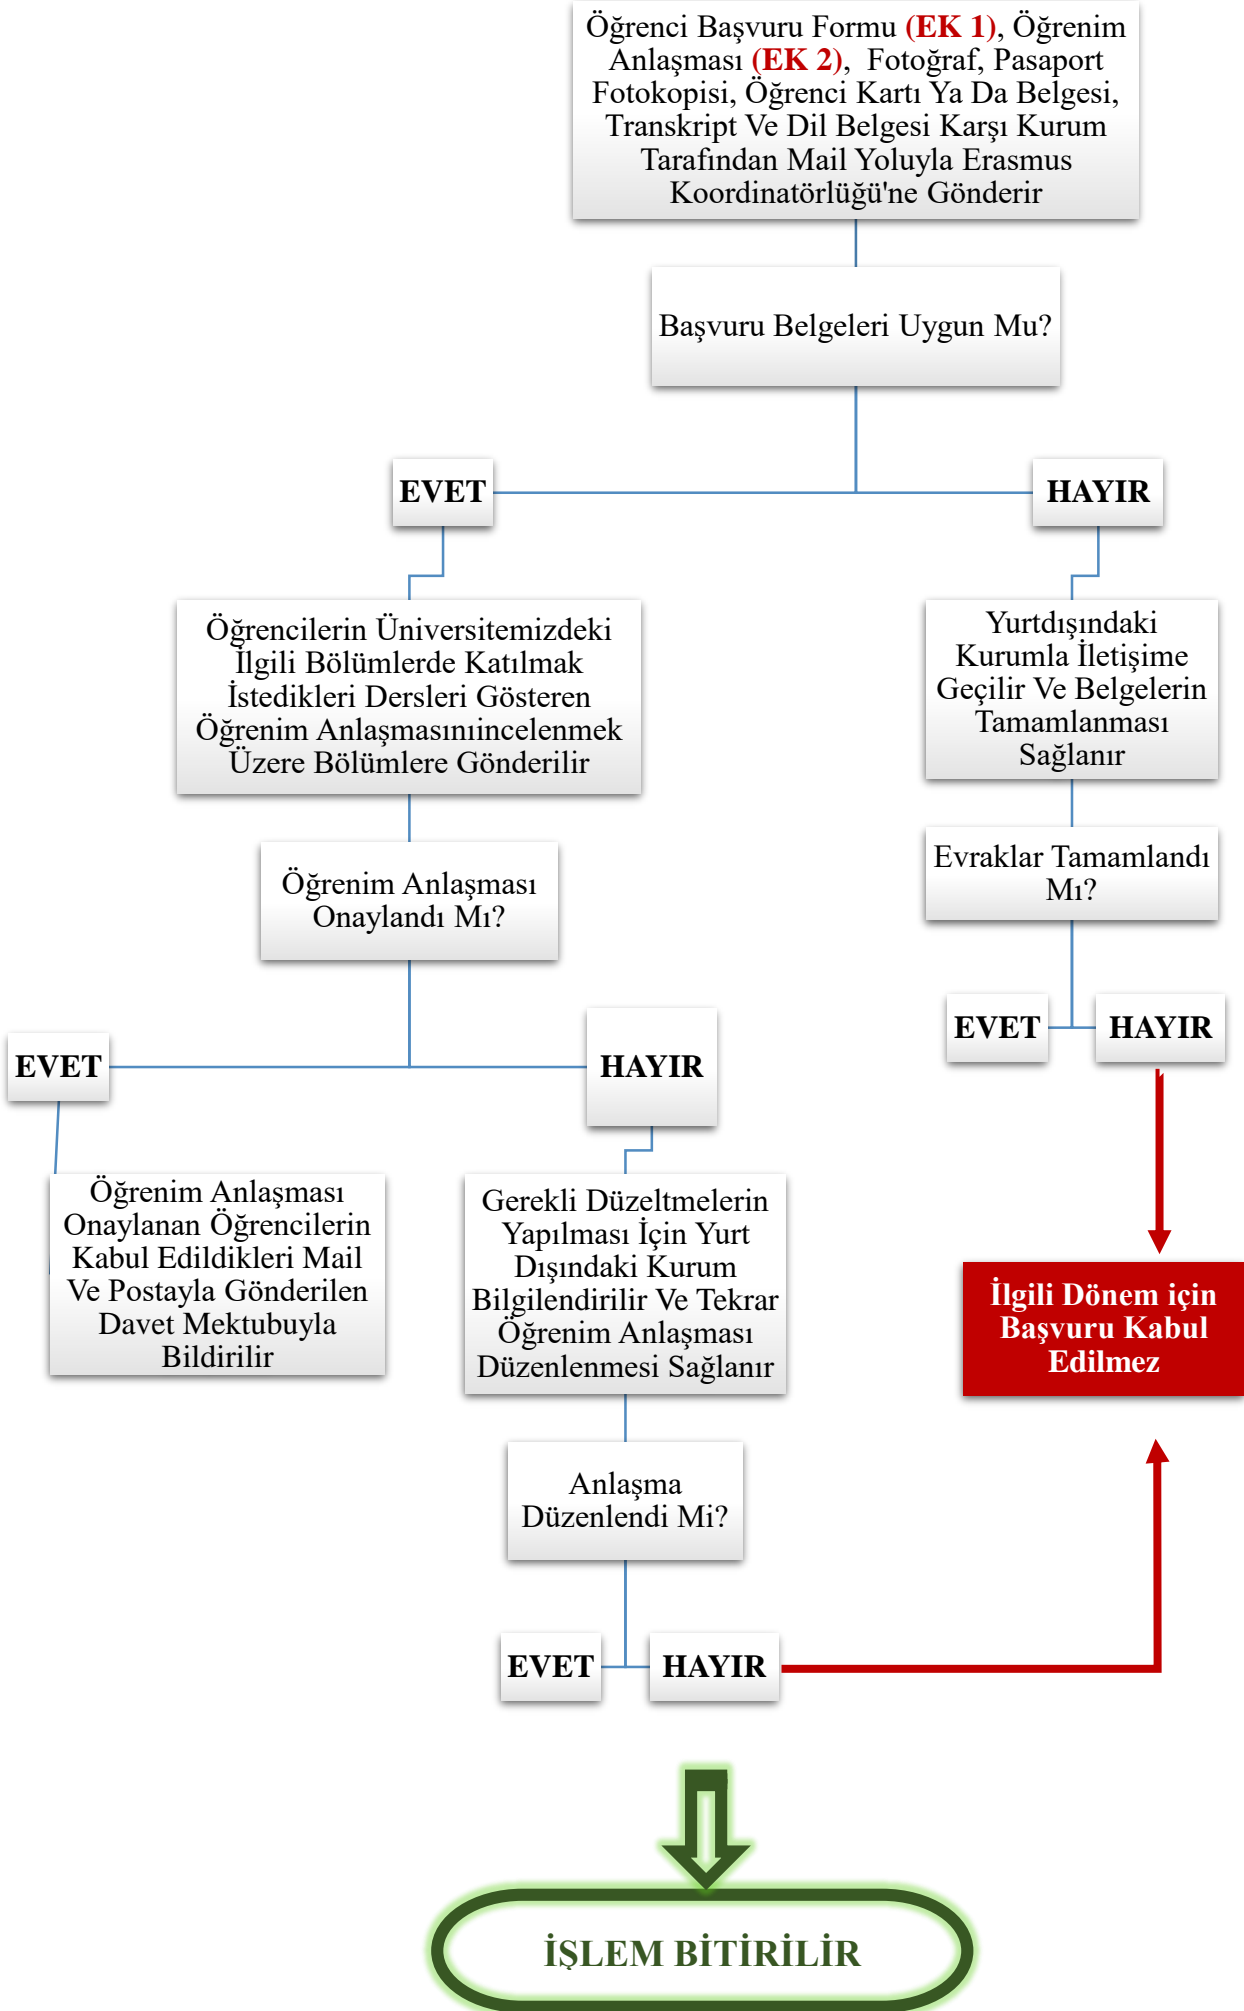 Öğrenci Başvuru Formu (EK 1), Öğrenim
Anlaşması (EK 2),  Fotoğraf, Pasaport
Fotokopisi, Öğrenci Kartı Ya Da Belgesi,
Transkript Ve Dil Belgesi Karşı Kurum
Tarafından Mail Yoluyla Erasmus
Koordinatörlüğü'ne Gönderir
Başvuru Belgeleri Uygun Mu?
EVET
HAYIR
Öğrencilerin Üniversitemizdeki
İlgili Bölümlerde Katılmak
İstedikleri Dersleri Gösteren
Öğrenim Anlaşmasınıincelenmek
Üzere Bölümlere Gönderilir
Yurtdışındaki
Kurumla İletişime
Geçilir Ve Belgelerin
Tamamlanması
Sağlanır
Öğrenim Anlaşması
Onaylandı Mı?
Evraklar Tamamlandı
Mı?
EVET
HAYIR
EVET
HAYIR
Öğrenim Anlaşması
Onaylanan Öğrencilerin
Kabul Edildikleri Mail
Ve Postayla Gönderilen
Davet Mektubuyla
Bildirilir
Gerekli Düzeltmelerin
Yapılması İçin Yurt
Dışındaki Kurum
Bilgilendirilir Ve Tekrar
Öğrenim Anlaşması
Düzenlenmesi Sağlanır
İlgili Dönem için
Başvuru Kabul
Edilmez
Anlaşma
Düzenlendi Mi?
EVET
HAYIR
İŞLEM BİTİRİLİR